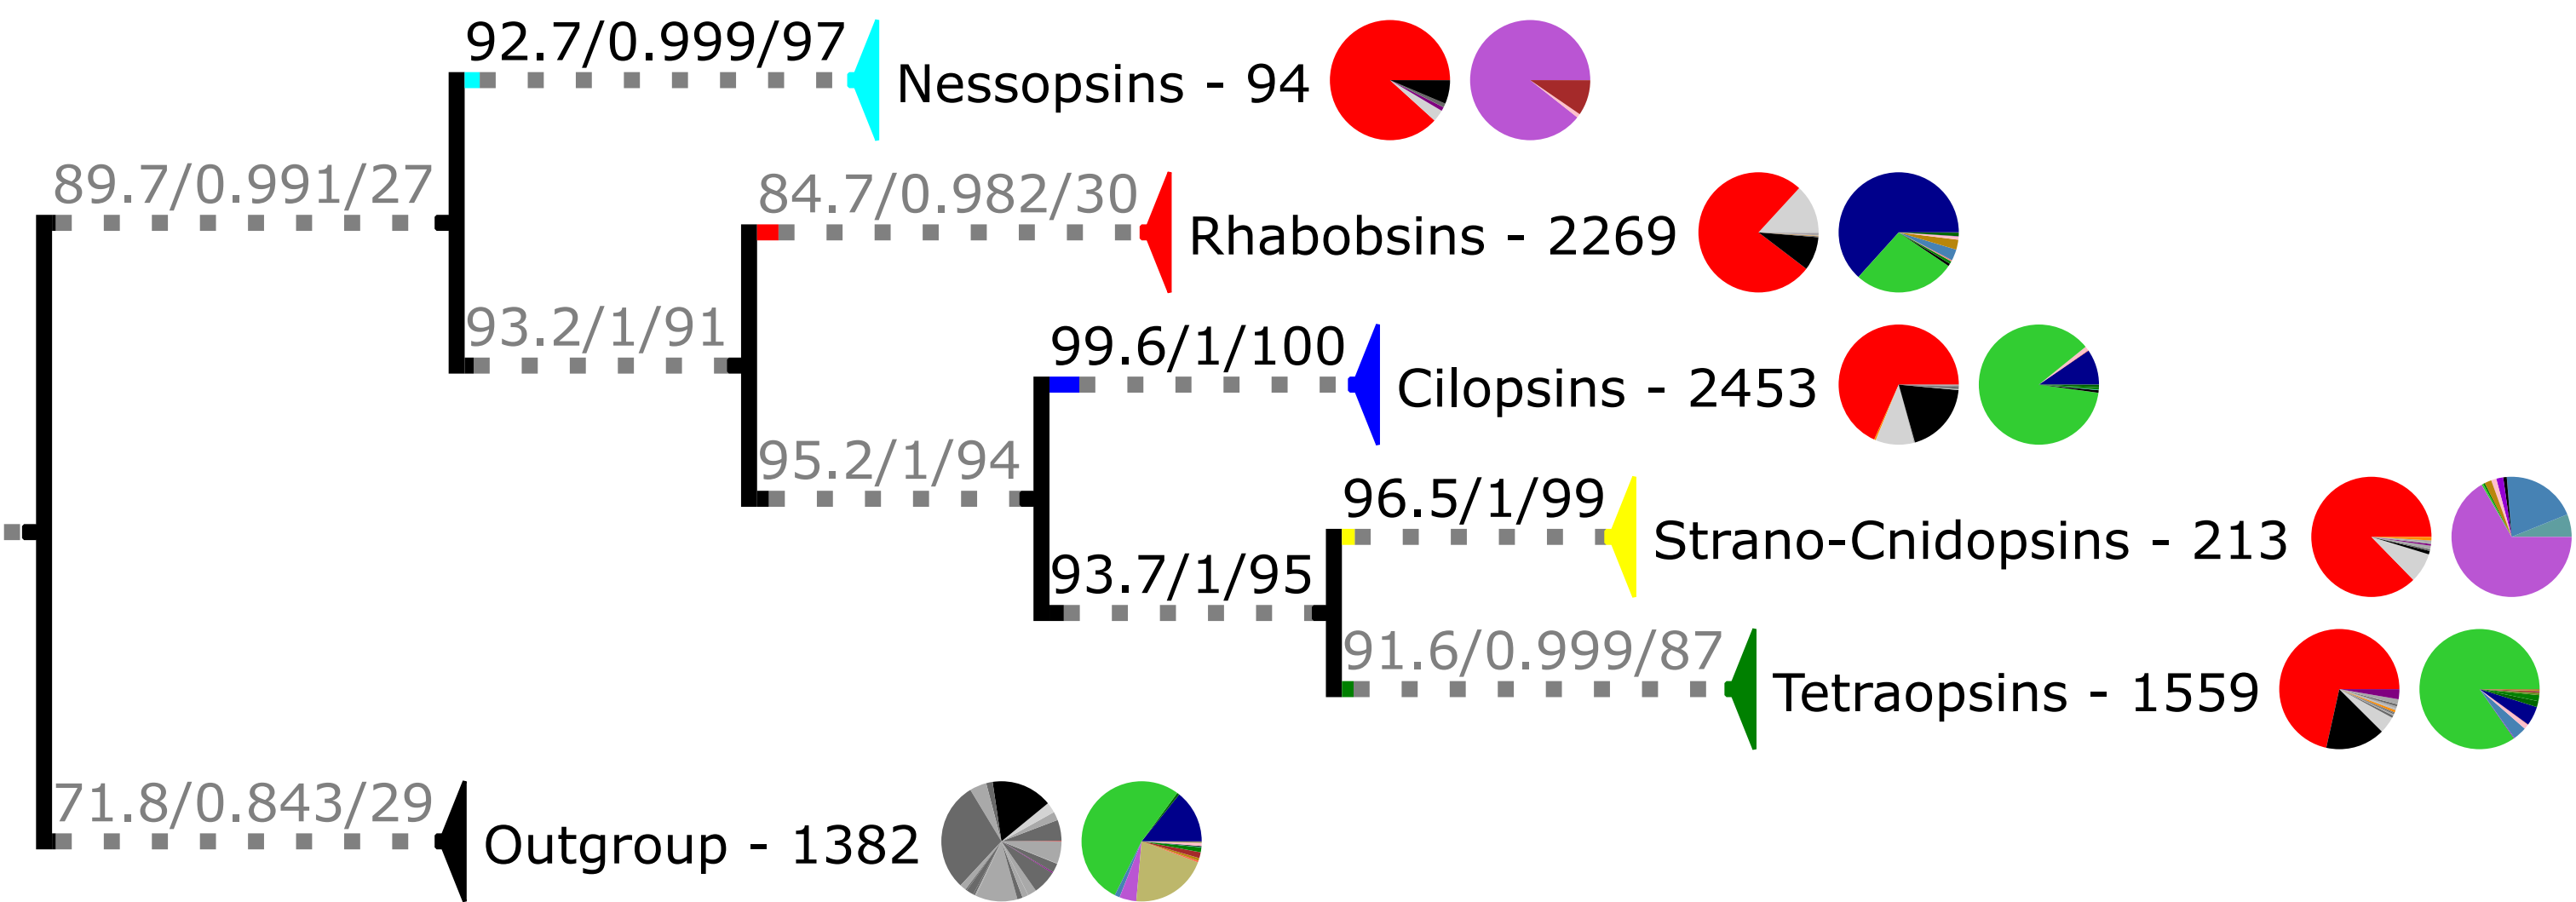 92.7/0.999/97
Nessopsins - 94
89.7/0.991/27
84.7/0.982/30
Rhabobsins - 2269
93.2/1/91
99.6/1/100
Cilopsins - 2453
95.2/1/94
96.5/1/99
Strano-Cnidopsins - 213
93.7/1/95
91.6/0.999/87
Tetraopsins - 1559
71.8/0.843/29
Outgroup - 1382